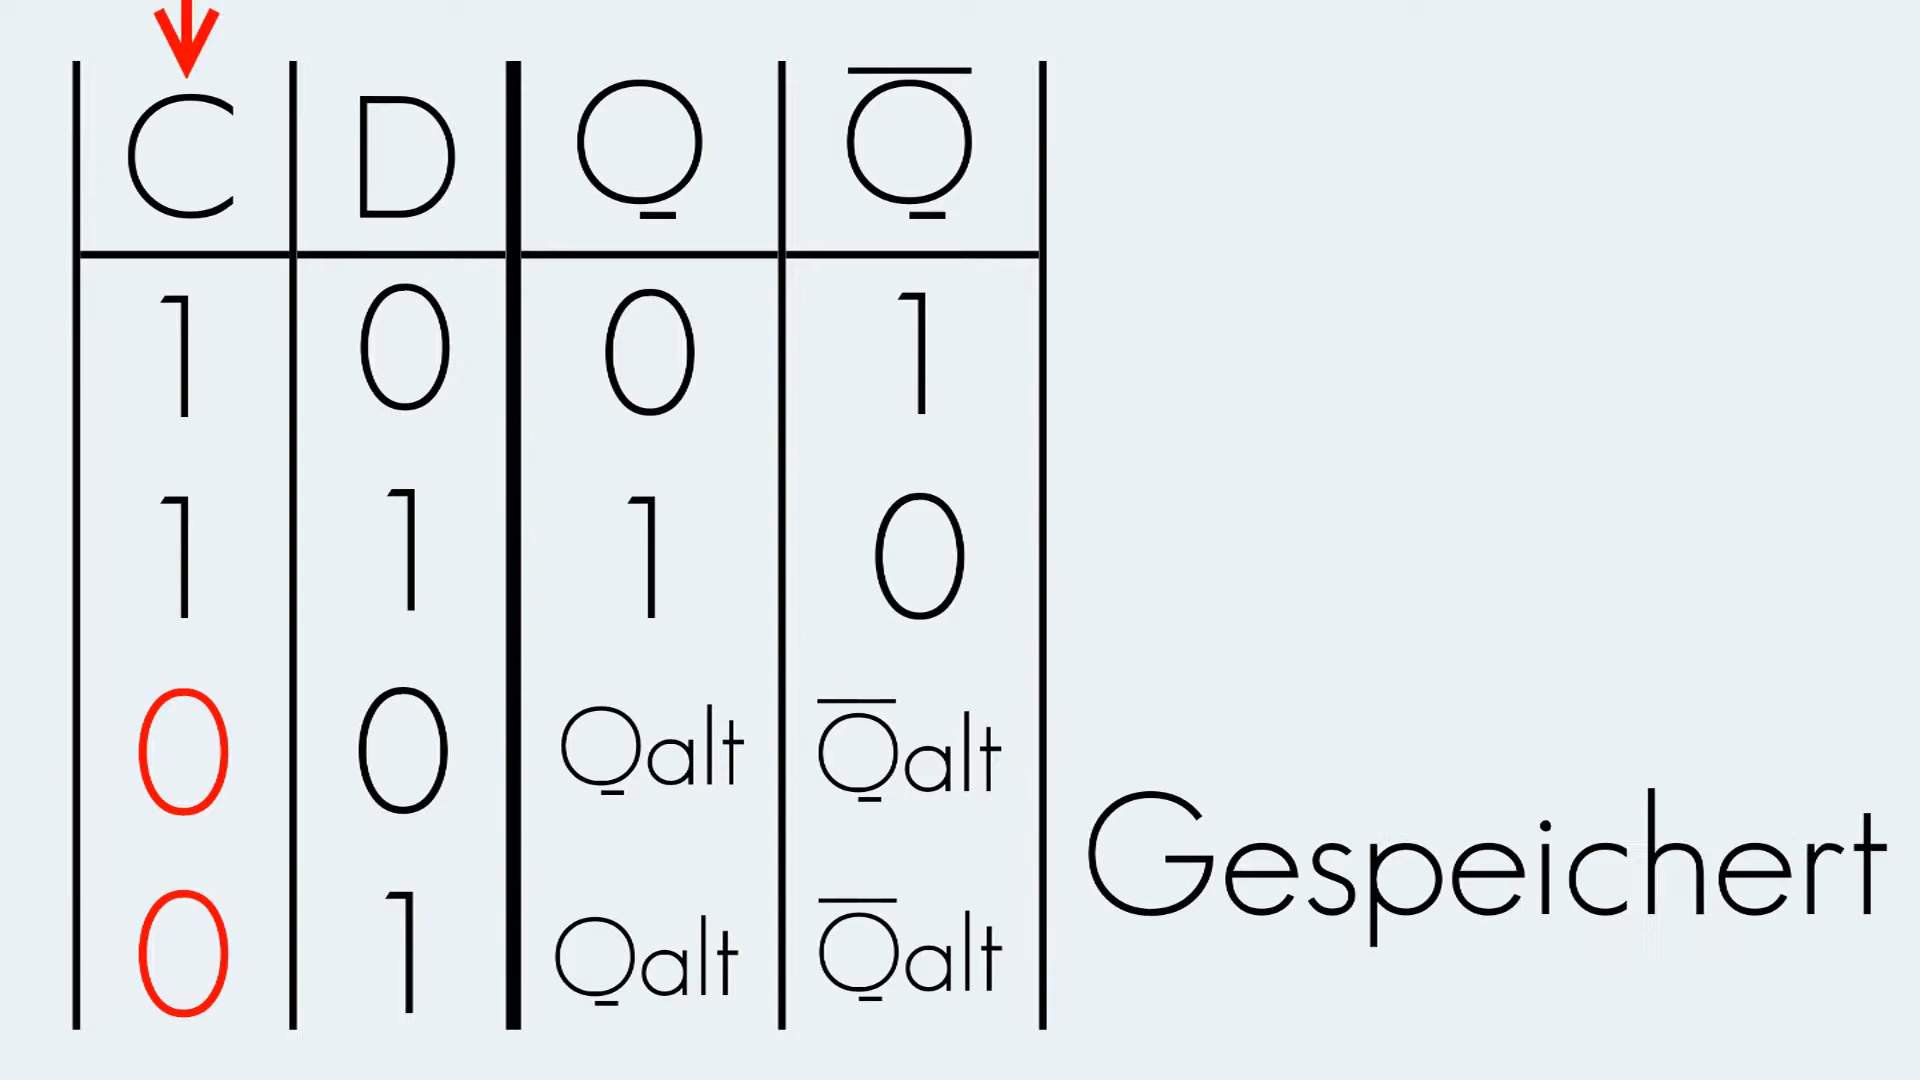 C D Q Q̅
1 0 0 1
1 1 1 0
0 0 Qalt Q̅alt
Gespeichert
0 1 Qalt Q̅alt